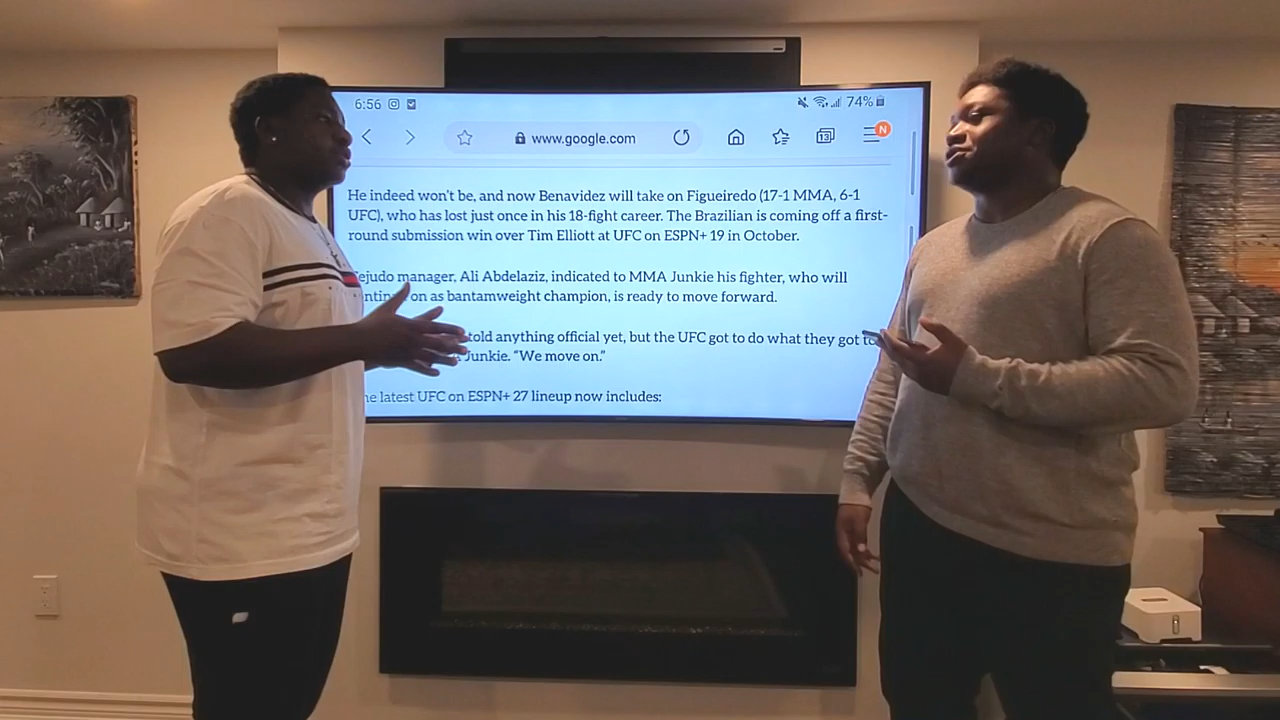 6:56 74%
www.google.com 13 N
He indeed won't be, and now Benavidez will take on Figueiredo (17-1 MMA, 6-1
UFC), who has lost just once in his 18-fight career. The Brazilian is coming off a first-
round submission win over Tim Elliott at UFC on ESPN+ 19 in October.
ejudo manager, Ali Abdelaziz, indicated to MMA Junkie his fighter, who will
on as bantamweight champion, is ready to move forward.
told anything official yet, but the UFC got to do what they got to
Junkie. “We move on.”
he latest UFC on ESPN+ 27 lineup now includes: